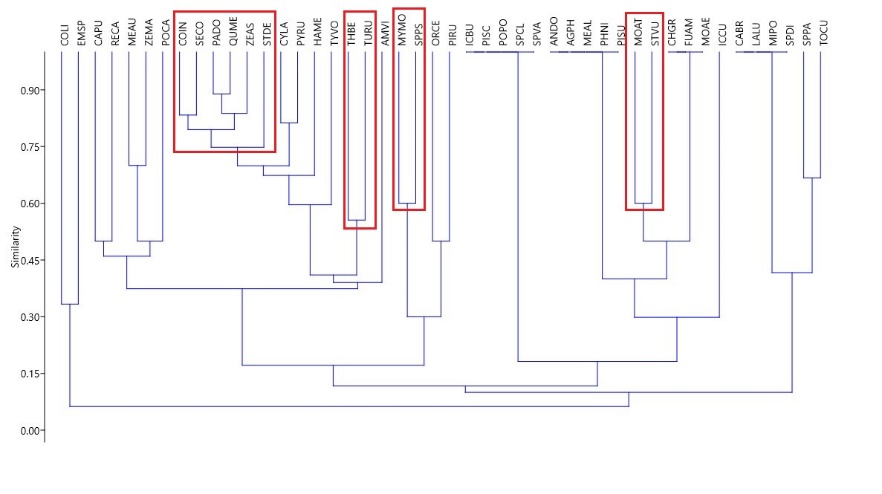 COLI
EMSP
CAPU
RECA
MEAU
ZEMA
POCA
COIN
SECO
PADO
QUME
ZEAS
STDE
CYLA
PYRU
HAME
TYVO
THBE
TURU
AMVI
MYMO
SPPS
ORCE
PIRU
ICBU
PISC
POPO
SPCL
SPVA
ANDO
AGPH
MEAL
PHNI
PISU
MOAT
STVU
CHGR
FUAM
MOAE
ICCU
CABR
LALU
MIPO
SPDI
SPPA
TOCU
0.90
0.75
0.60
0.45
0.30
0.15
0.00
Similarity